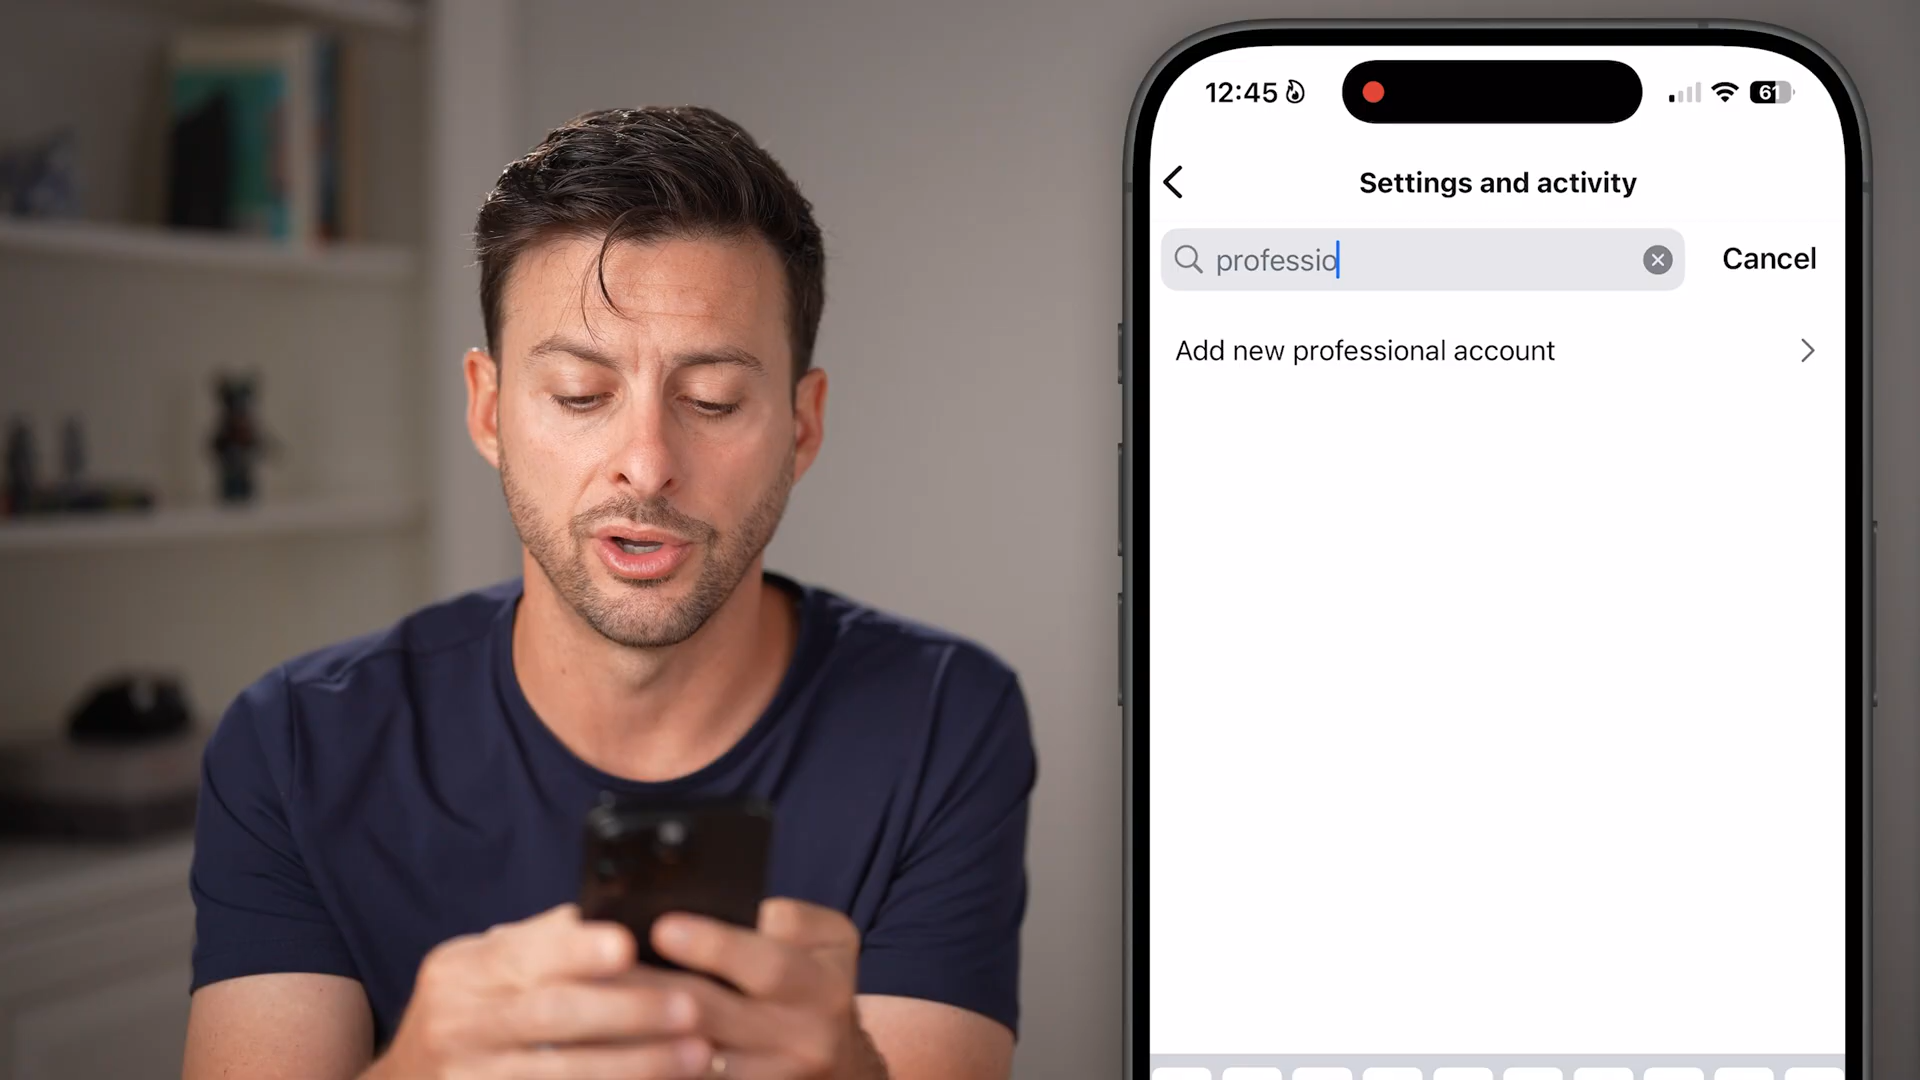 12:45
61
Settings and activity
professio
Cancel
Add new professional account